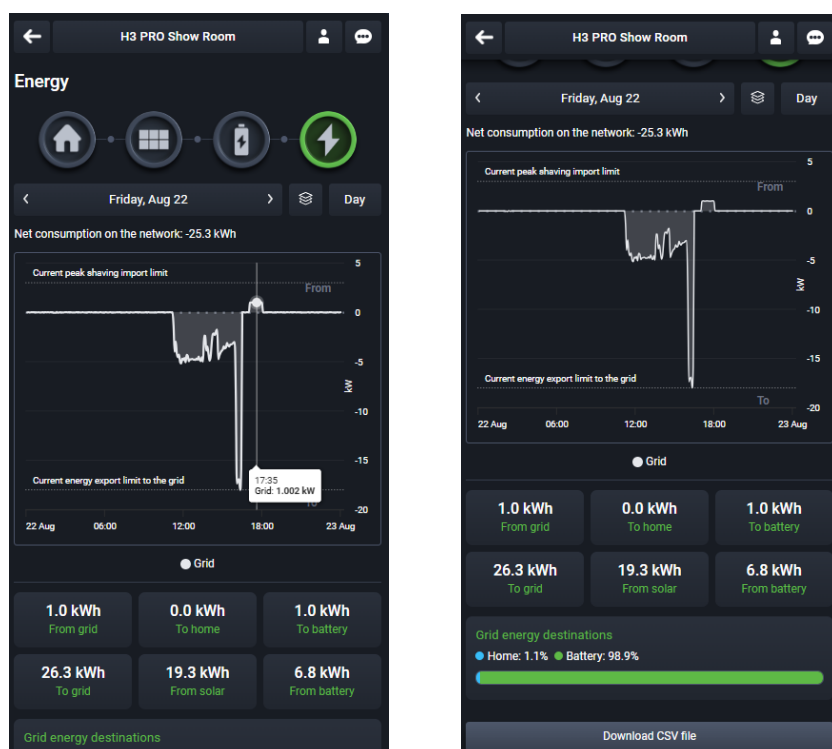 H3 PRO Show Room
Energy
Friday, Aug 22
Day
Net consumption on the network: -25.3 kWh
Current peak shaving import limit
From
5
0
-5
kW
-10
-15
-20
Current energy export limit to the grid
17:35
Grid: 1.002 kW
To
22 Aug 06:00 12:00 18:00 23 Aug
Grid
1.0 kWh 0.0 kWh 1.0 kWh
From grid To home To battery
26.3 kWh 19.3 kWh 6.8 kWh
To grid From solar From battery
Grid energy destinations
H3 PRO Show Room
Friday, Aug 22
Day
Net consumption on the network: -25.3 kWh
Current peak shaving import limit
From
5
0
-5
kW
-10
-15
-20
Current energy export limit to the grid
To
22 Aug 06:00 12:00 18:00 23 Aug
Grid
1.0 kWh 0.0 kWh 1.0 kWh
From grid To home To battery
26.3 kWh 19.3 kWh 6.8 kWh
To grid From solar From battery
Grid energy destinations
Home: 1.1% Battery: 98.9%
Download CSV file